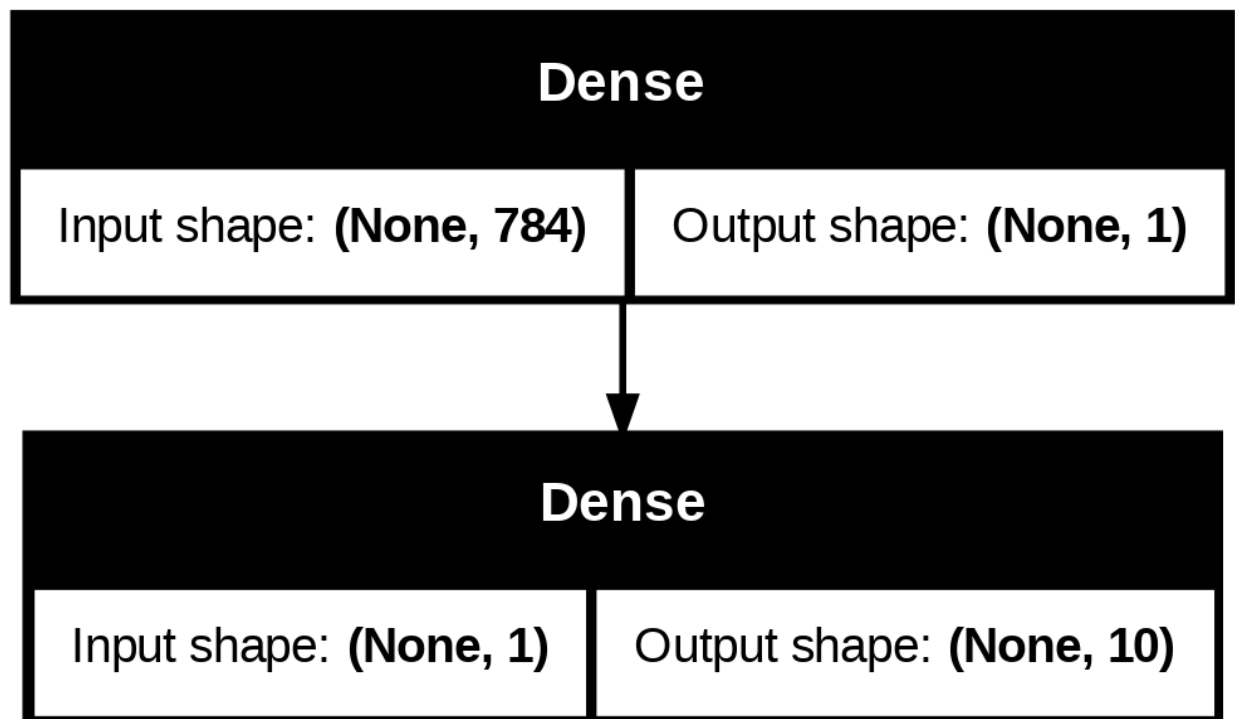 Dense
Input shape: (None, 784) Output shape: (None, 1)
Dense
Input shape: (None, 1) Output shape: (None, 10)